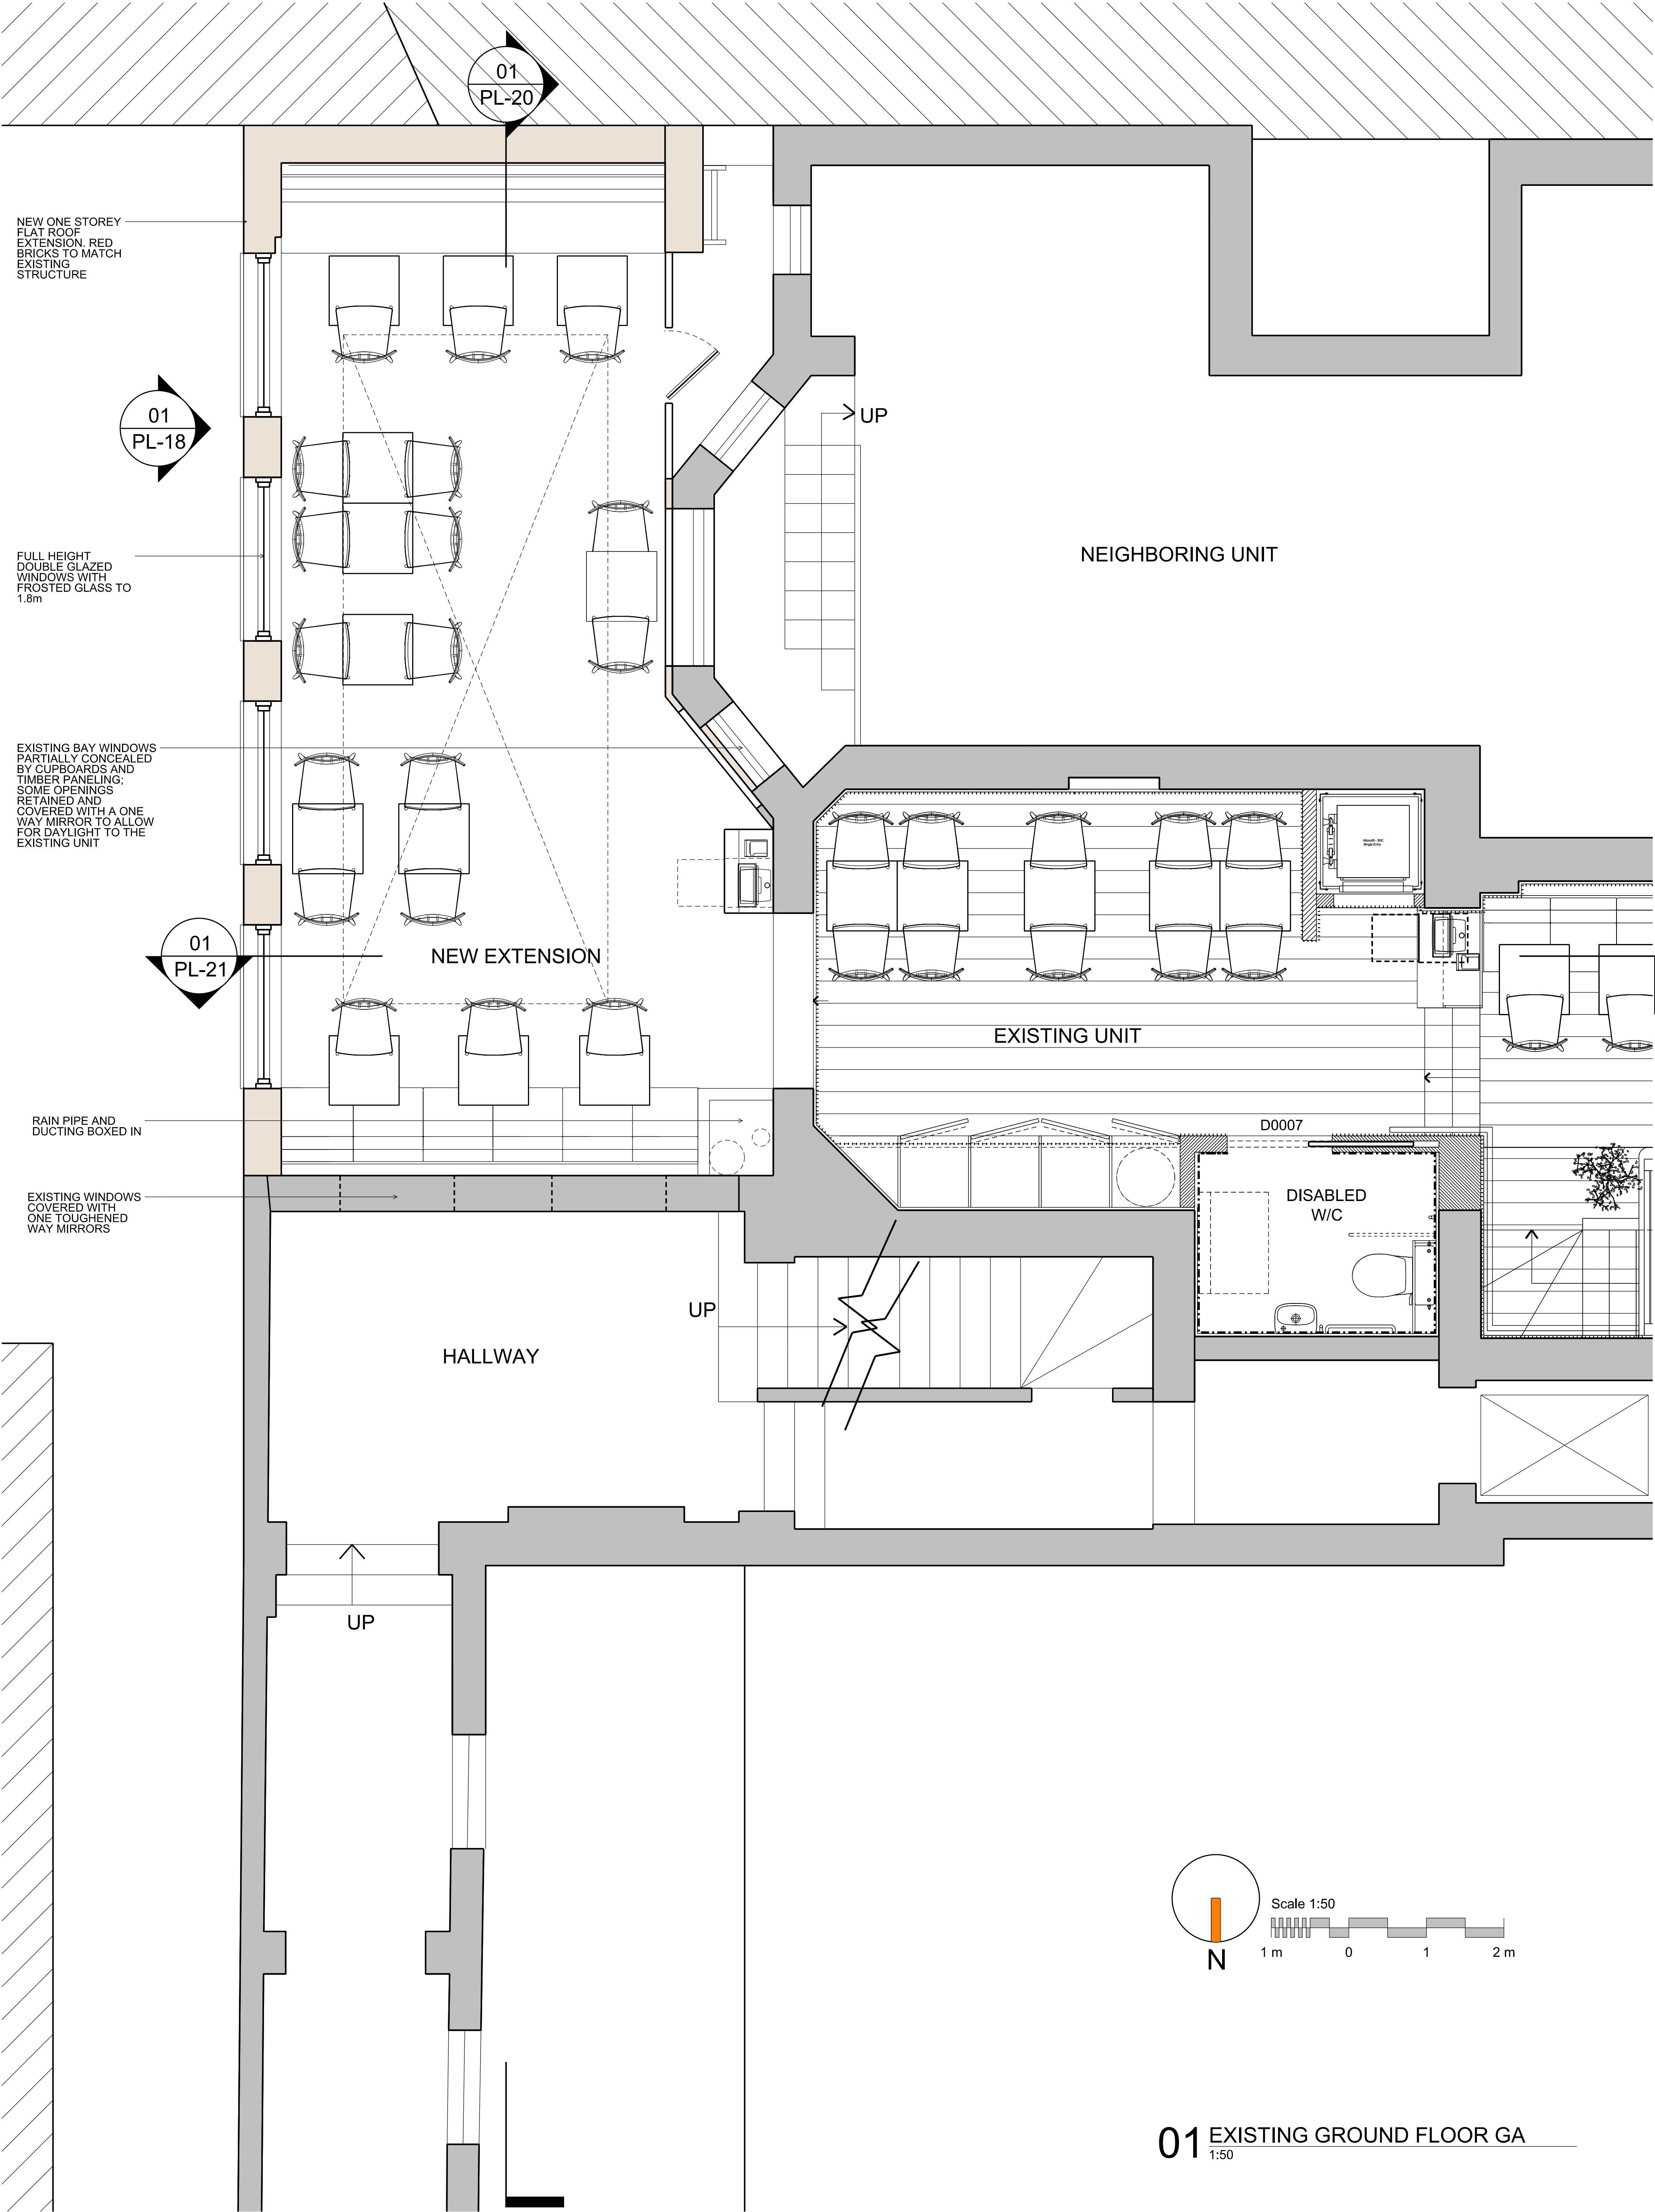 01
PL-20
NEW ONE STOREY
FLAT ROOF
EXTENSION. RED
BRICKS TO MATCH
EXISTING
STRUCTURE
01
PL-18
UP
FULL HEIGHT
DOUBLE GLAZED
WINDOWS WITH
FROSTED GLASS TO
1.8m
NEIGHBORING UNIT
EXISTING BAY WINDOWS
PARTIALLY CONCEALED
BY CUPBOARDS AND
TIMBER PANELING;
SOME OPENINGS
RETAINED AND
COVERED WITH A ONE
WAY MIRROR TO ALLOW
FOR DAYLIGHT TO THE
EXISTING UNIT
01
PL-21
NEW EXTENSION
EXISTING UNIT
RAIN PIPE AND
DUCTING BOXED IN
D0007
EXISTING WINDOWS
COVERED WITH
ONE TOUGHENED
WAY MIRRORS
DISABLED
W/C
UP
HALLWAY
UP
Scale 1:50
N
1 m 0 1 2 m
01 EXISTING GROUND FLOOR GA
1:50